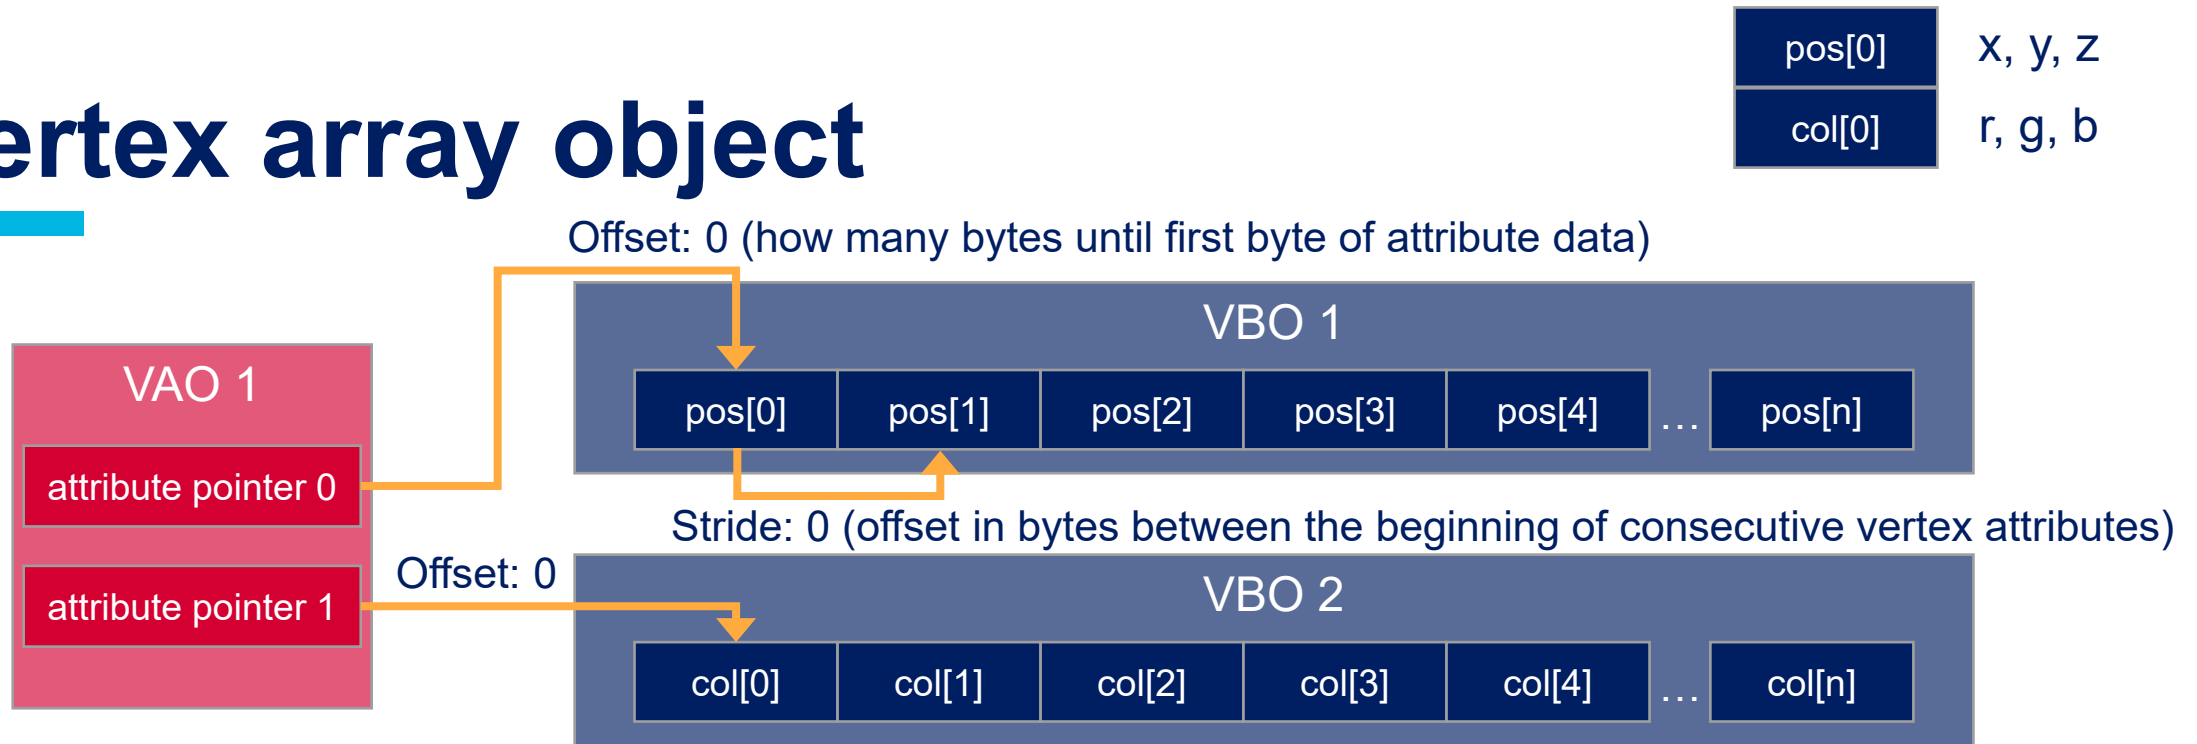 pos[0] x, y, z
col[0] r, g, b
ertex array object
Offset: 0 (how many bytes until first byte of attribute data)
VBO 1
VAO 1
pos[0] pos[1] pos[2] pos[3] pos[4] ... pos[n]
attribute pointer 0
Stride: 0 (offset in bytes between the beginning of consecutive vertex attributes)
Offset: 0
VBO 2
attribute pointer 1
col[0] col[1] col[2] col[3] col[4] ... col[n]